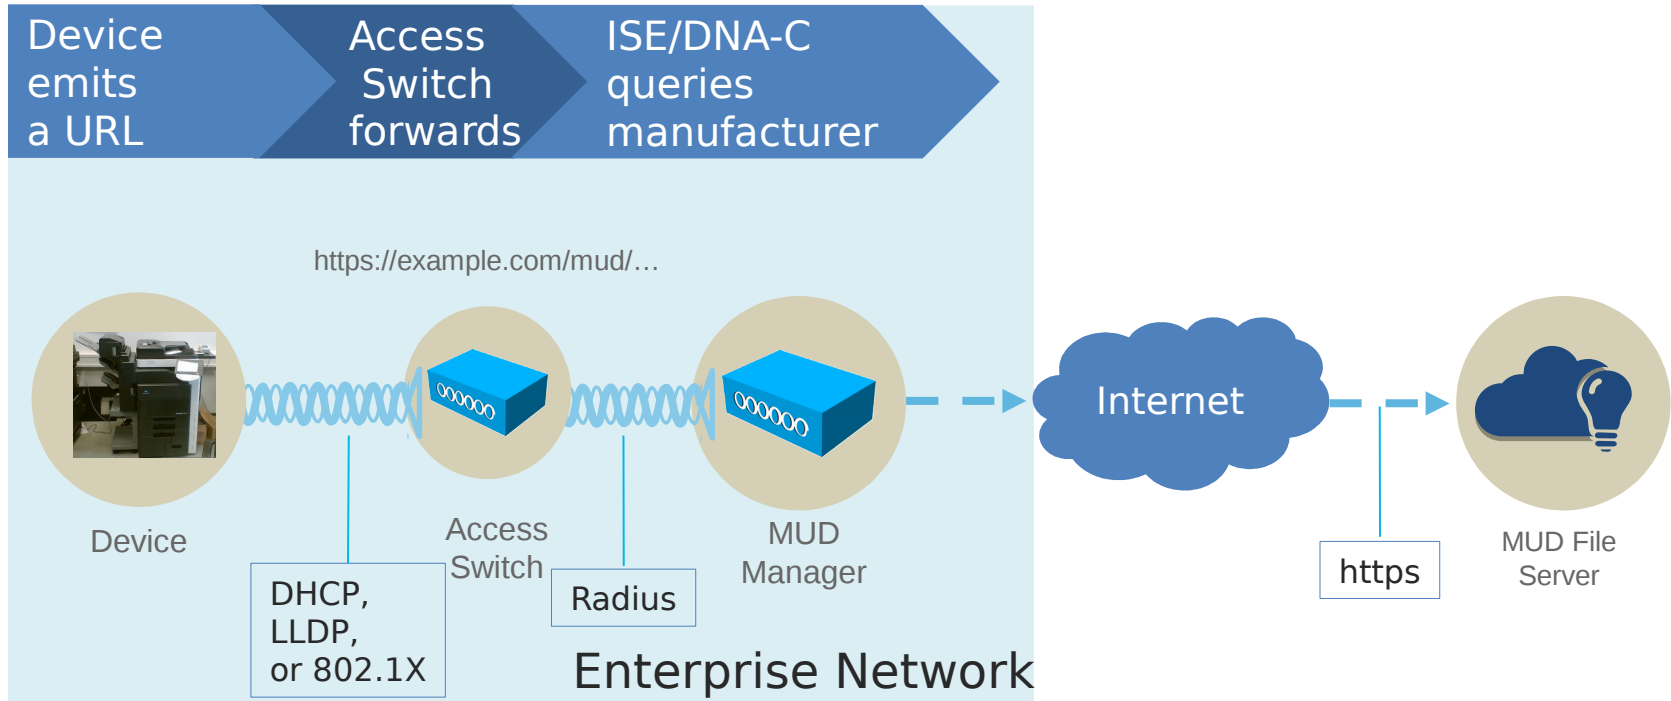 Device
emits
a URL
Access
Switch
forwards
ISE/DNA-C
queries
manufacturer
https://example.com/mud/…
Internet
Device
Access
Switch
MUD
Manager
MUD File
Server
DHCP,
LLDP,
or 802.1X
Radius
https
Enterprise Network